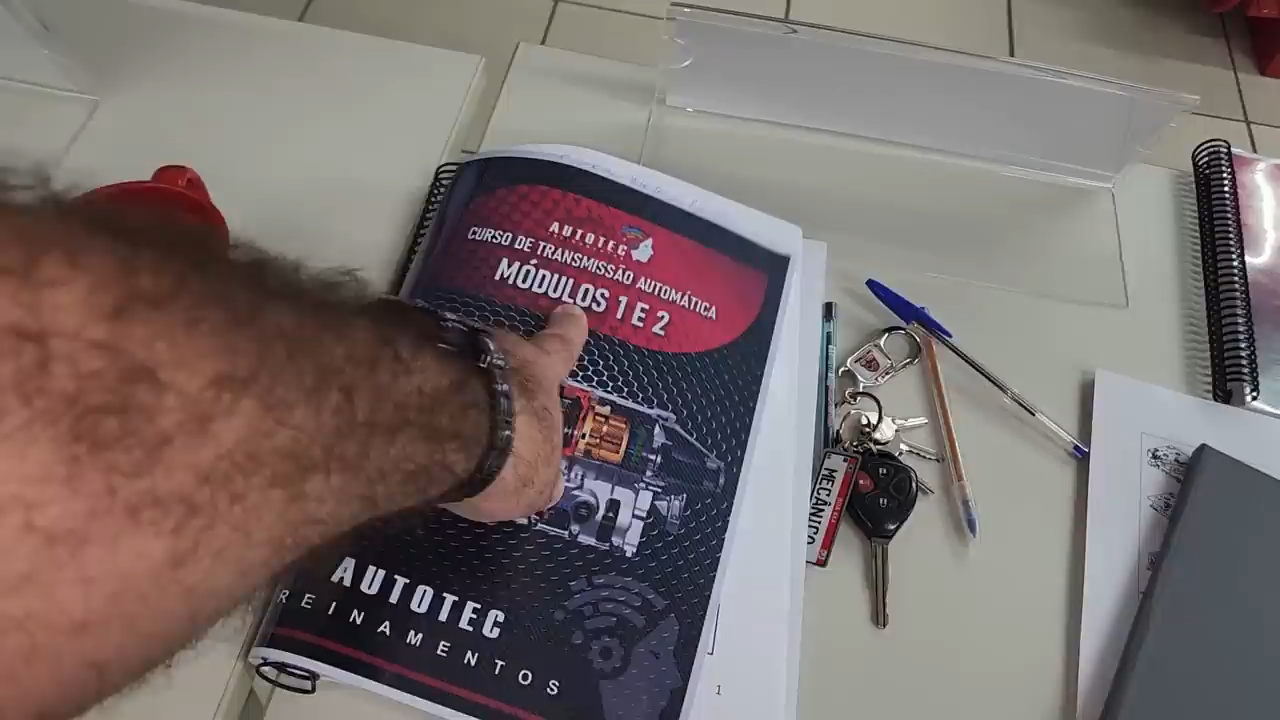 AUTOTEC
CURSO DE TRANSMISSÃO AUTOMÁTICA
MÓDULOS 1 E 2
AUTOTEC
REINAMENTOS
1
MECÂNICO